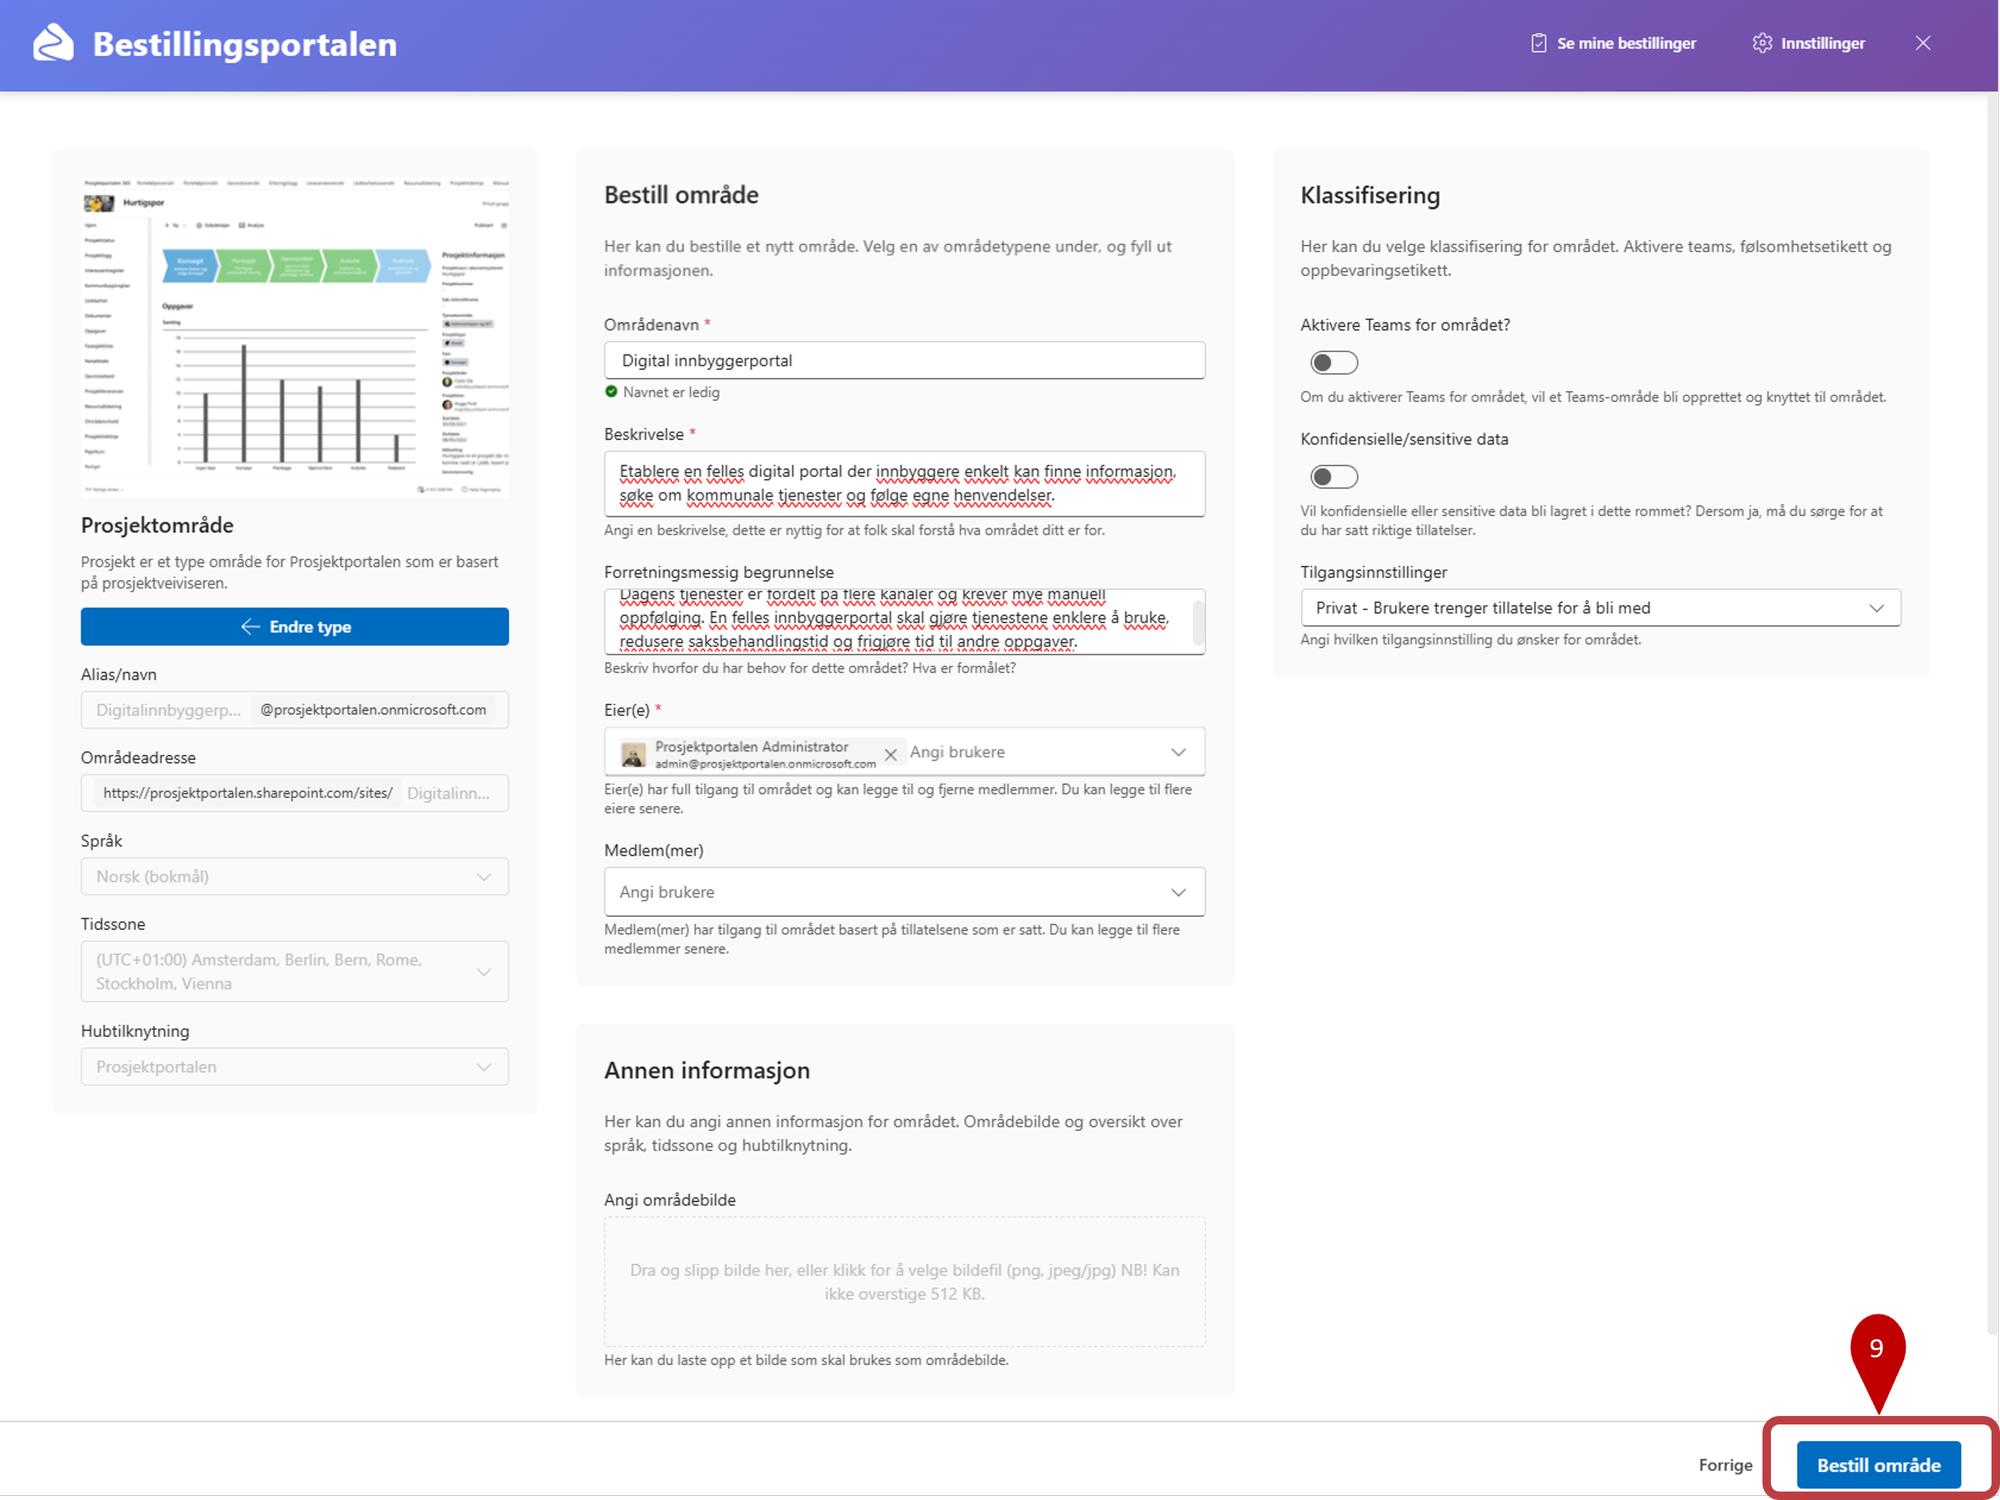 Bestillingsportalen
Se mine bestillinger
Innstillinger
Hurtigspor
Konsept
Oppgaver
Prosjektinformasjon
Prosjektområde
Prosjekt er et type område for Prosjektportalen som er basert
på prosjektveiviseren.
Endre type
Alias/navn
Digitalinnbyggerp... @prosjektportalen.onmicrosoft.com
Områdeadresse
https://prosjektportalen.sharepoint.com/sites/ Digitalinn...
Språk
Norsk (bokmål)
Tidssone
(UTC+01:00) Amsterdam, Berlin, Bern, Rome,
Stockholm, Vienna
Hubtilknytning
Prosjektportalen
Bestill område
Her kan du bestille et nytt område. Velg en av områdetypene under, og fyll ut
informasjonen.
Områdenavn *
Digital innbyggerportal
Navnet er ledig
Beskrivelse *
Etablere en felles digital portal der innbyggere enkelt kan finne informasjon,
søke om kommunale tjenester og følge egne henvendelser.
Angi en beskrivelse, dette er nyttig for at folk skal forstå hva området ditt er for.
Forretningsmessig begrunnelse
Dagens tjenester er fordelt på flere kanaler og krever mye manuell
oppfølging. En felles innbyggerportal skal gjøre tjenestene enklere å bruke,
redusere saksbehandlingstid og frigjøre tid til andre oppgaver.
Beskriv hvorfor du har behov for dette området? Hva er formålet?
Eier(e) *
Prosjektportalen Administrator
admin@prosjektportalen.onmicrosoft.com
Angi brukere
Eier(e) har full tilgang til området og kan legge til og fjerne medlemmer. Du kan legge til flere
eiere senere.
Medlem(mer)
Angi brukere
Medlem(mer) har tilgang til området basert på tillatelsene som er satt. Du kan legge til flere
medlemmer senere.
Annen informasjon
Her kan du angi annen informasjon for området. Områdebilde og oversikt over
språk, tidssone og hubtilknytning.
Angi områdebilde
Dra og slipp bilde her, eller klikk for å velge bildefil (png, jpeg/jpg) NB! Kan
ikke overstige 512 KB.
Her kan du laste opp et bilde som skal brukes som områdebilde.
Klassifisering
Her kan du velge klassifisering for området. Aktivere teams, følsomhetsetikett og
oppbevaringsetikett.
Aktivere Teams for området?
Om du aktiverer Teams for området, vil et Teams-område bli opprettet og knyttet til området.
Konfidensielle/sensitive data
Vil konfidensielle eller sensitive data bli lagret i dette rommet? Dersom ja, må du sørge for at
du har satt riktige tillatelser.
Tilgangsinnstillinger
Privat - Brukere trenger tillatelse for å bli med
Angi hvilken tilgangsinnstilling du ønsker for området.
9
Forrige
Bestill område